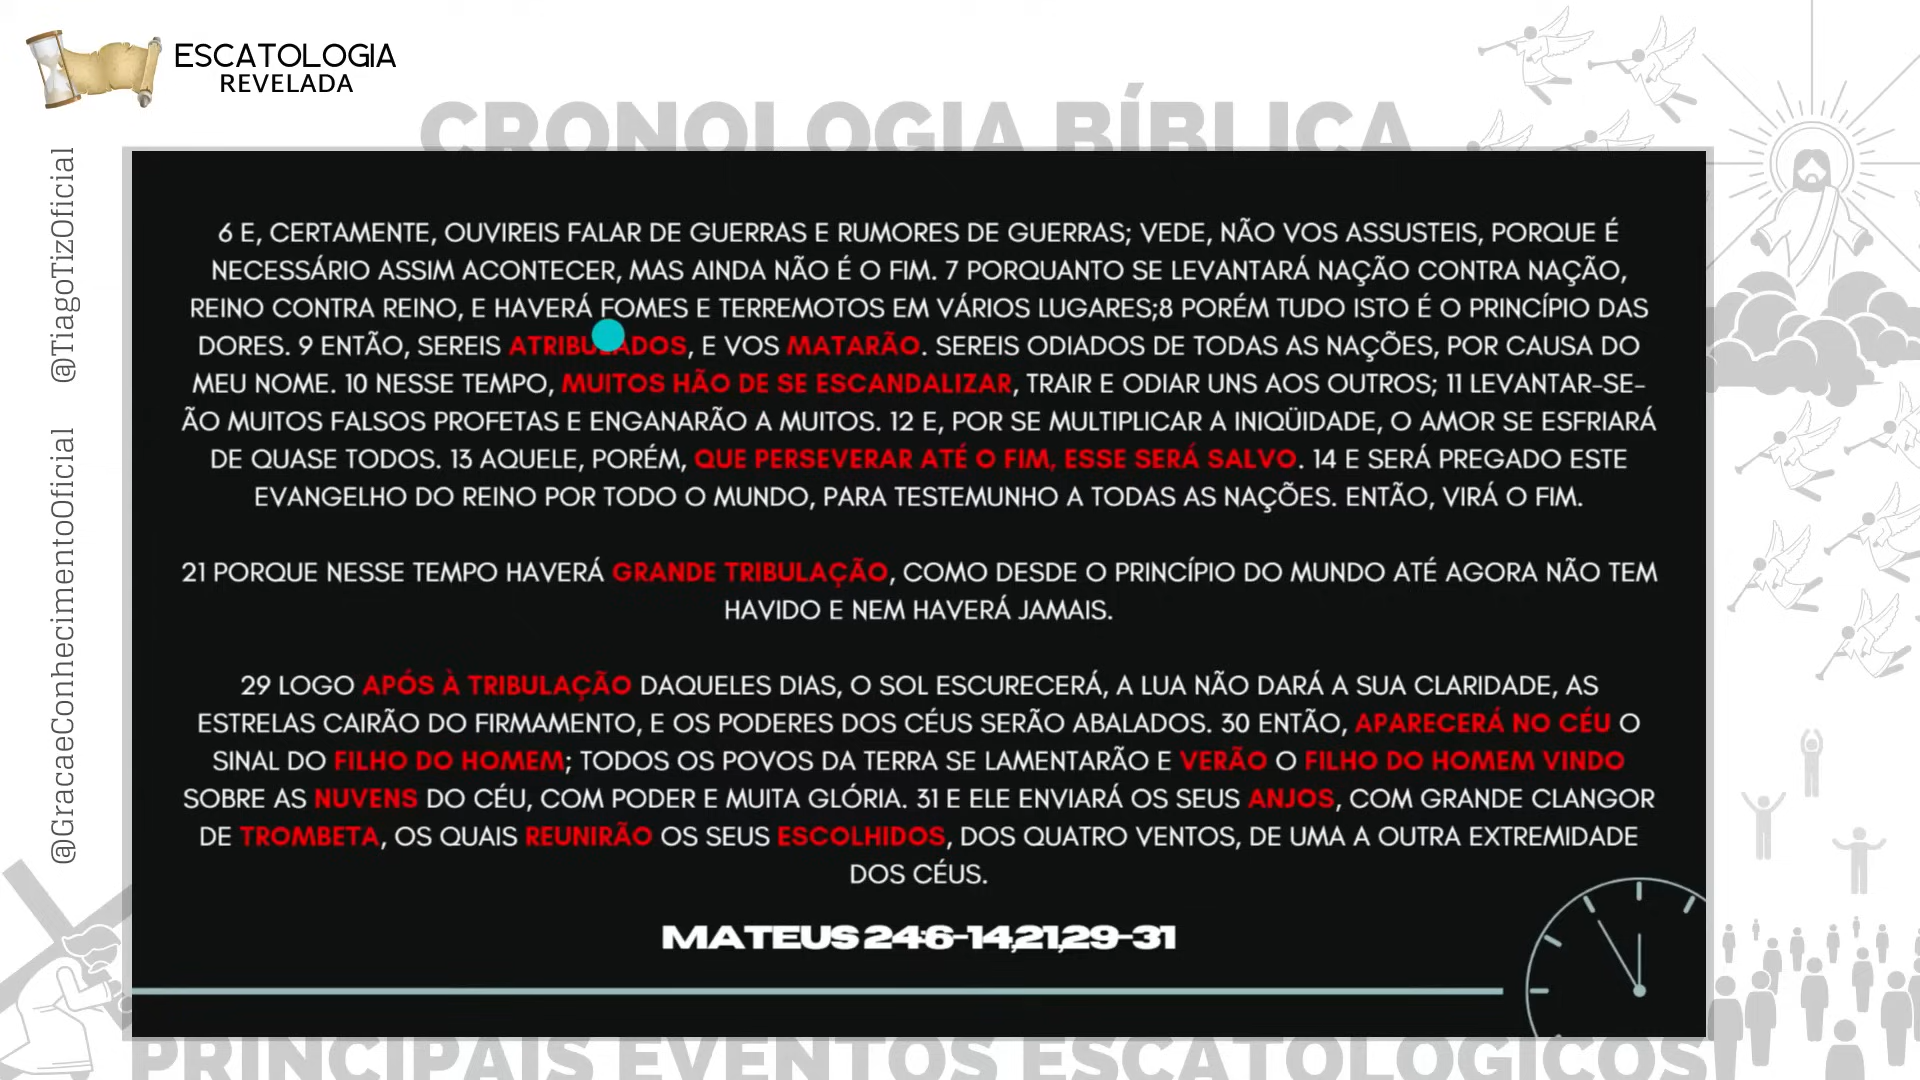 ESCATOLOGIA
REVELADA
@TiagoTizOficial
@GracaeConhecimentoOficial
CRONOLOGIA BÍBLICA
6 E, CERTAMENTE, OUVIREIS FALAR DE GUERRAS E RUMORES DE GUERRAS; VEDE, NÃO VOS ASSUSTEIS, PORQUE É
NECESSÁRIO ASSIM ACONTECER, MAS AINDA NÃO É O FIM. 7 PORQUANTO SE LEVANTARÁ NAÇÃO CONTRA NAÇÃO,
REINO CONTRA REINO, E HAVERÁ FOMES E TERREMOTOS EM VÁRIOS LUGARES;8 PORÉM TUDO ISTO É O PRINCÍPIO DAS
DORES. 9 ENTÃO, SEREIS ATRIBULADOS, E VOS MATARÃO. SEREIS ODIADOS DE TODAS AS NAÇÕES, POR CAUSA DO
MEU NOME. 10 NESSE TEMPO, MUITOS HÃO DE SE ESCANDALIZAR, TRAIR E ODIAR UNS AOS OUTROS; 11 LEVANTAR-SE-
ÃO MUITOS FALSOS PROFETAS E ENGANARÃO A MUITOS. 12 E, POR SE MULTIPLICAR A INIQÜIDADE, O AMOR SE ESFRIARÁ
DE QUASE TODOS. 13 AQUELE, PORÉM, QUE PERSEVERAR ATÉ O FIM, ESSE SERÁ SALVO. 14 E SERÁ PREGADO ESTE
EVANGELHO DO REINO POR TODO O MUNDO, PARA TESTEMUNHO A TODAS AS NAÇÕES. ENTÃO, VIRÁ O FIM.
21 PORQUE NESSE TEMPO HAVERÁ GRANDE TRIBULAÇÃO, COMO DESDE O PRINCÍPIO DO MUNDO ATÉ AGORA NÃO TEM
HAVIDO E NEM HAVERÁ JAMAIS.
29 LOGO APÓS À TRIBULAÇÃO DAQUELES DIAS, O SOL ESCURECERÁ, A LUA NÃO DARÁ A SUA CLARIDADE, AS
ESTRELAS CAIRÃO DO FIRMAMENTO, E OS PODERES DOS CÉUS SERÃO ABALADOS. 30 ENTÃO, APARECERÁ NO CÉU O
SINAL DO FILHO DO HOMEM; TODOS OS POVOS DA TERRA SE LAMENTARÃO E VERÃO O FILHO DO HOMEM VINDO
SOBRE AS NUVENS DO CÉU, COM PODER E MUITA GLÓRIA. 31 E ELE ENVIARÁ OS SEUS ANJOS, COM GRANDE CLANGOR
DE TROMBETA, OS QUAIS REUNIRÃO OS SEUS ESCOLHIDOS, DOS QUATRO VENTOS, DE UMA A OUTRA EXTREMIDADE
DOS CÉUS.
MATEUS 24:6-14,21,29-31
PRINCIPAIS EVENTOS ESCATOLÓGICOS